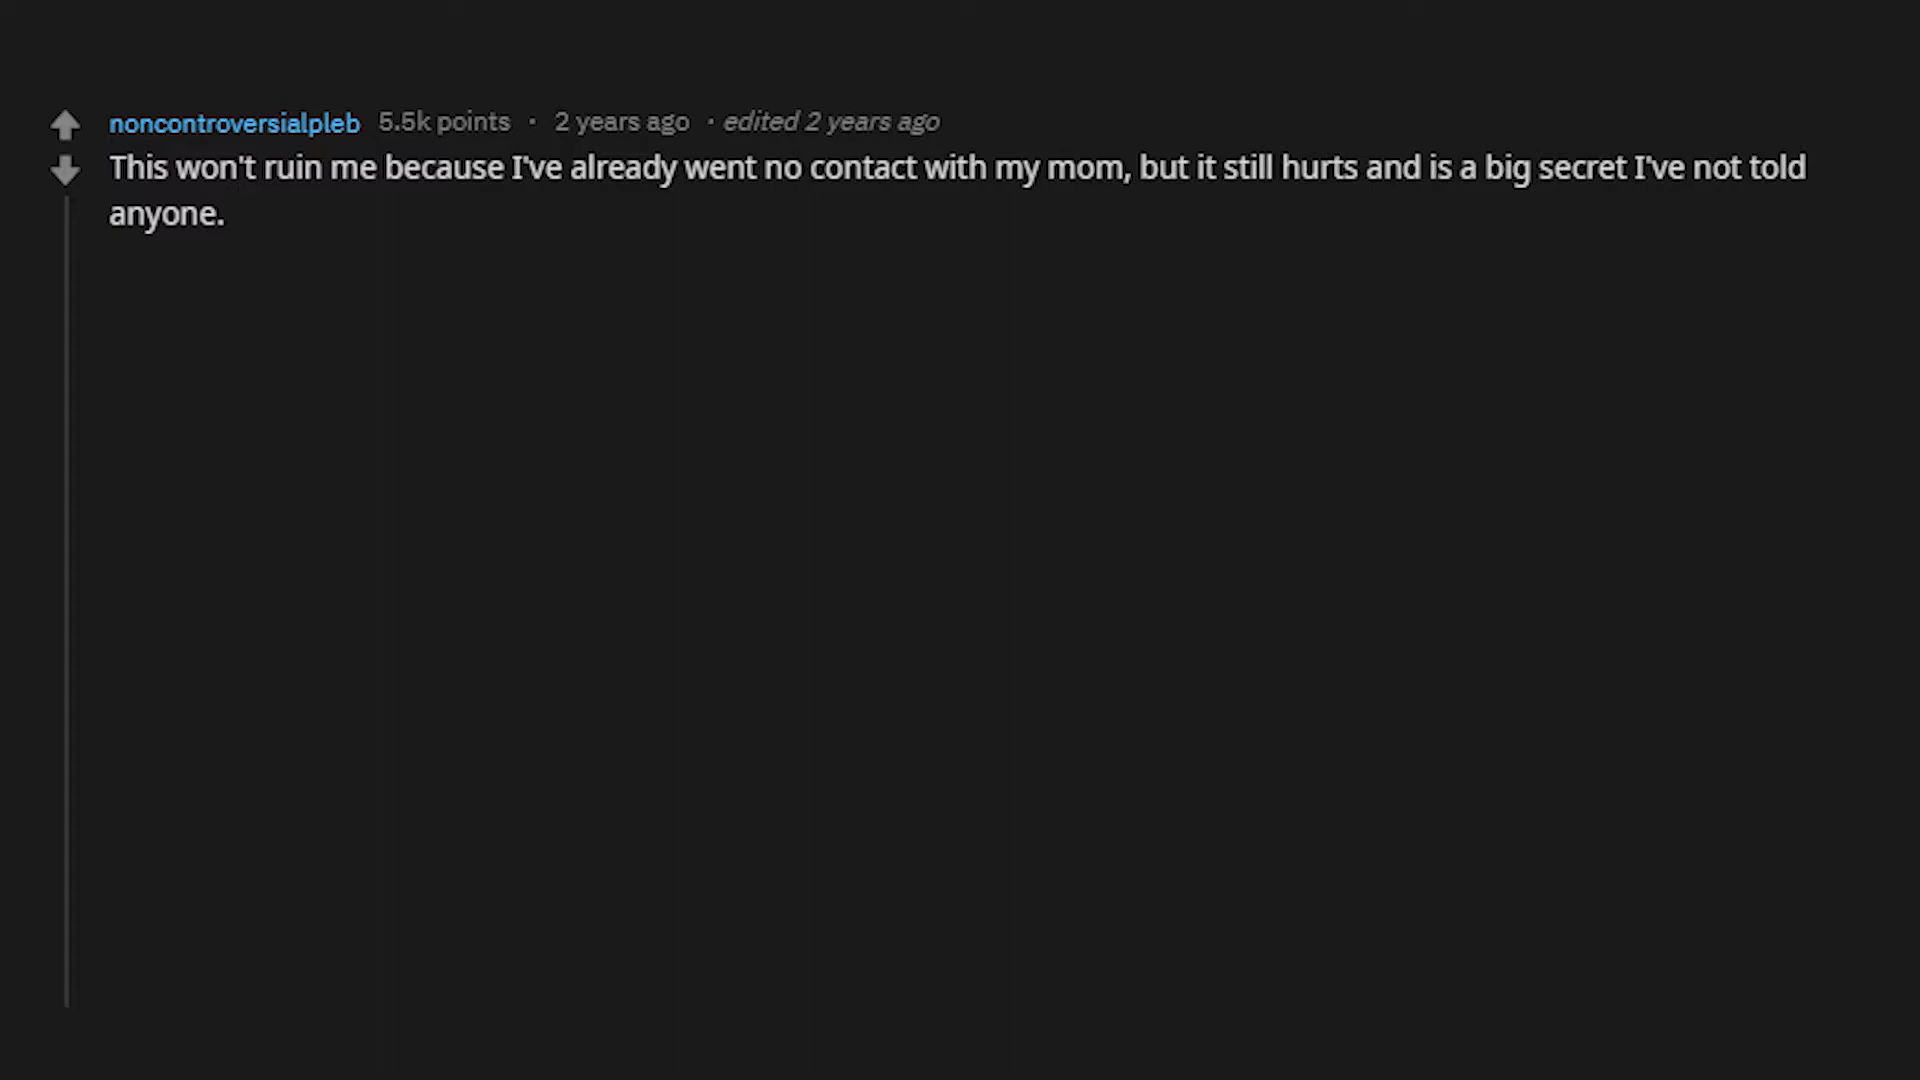 noncontroversialpleb 5.5k points · 2 years ago · edited 2 years ago
This won't ruin me because I've already went no contact with my mom, but it still hurts and is a big secret I've not told
anyone.